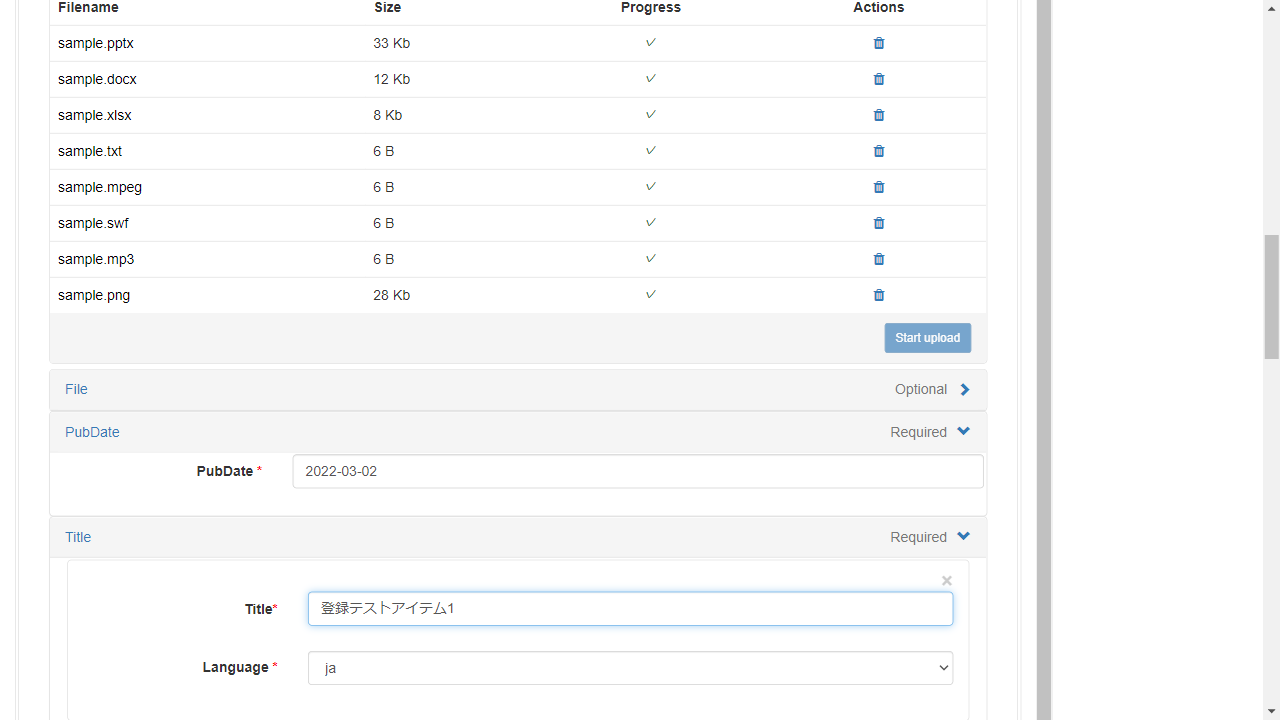 Filename Size Progress Actions
sample.pptx 33 Kb ✓
sample.docx 12 Kb ✓
sample.xlsx 8 Kb ✓
sample.txt 6 B ✓
sample.mpeg 6 B ✓
sample.swf 6 B ✓
sample.mp3 6 B ✓
sample.png 28 Kb ✓
Start upload
File Optional
PubDate Required
PubDate * 2022-03-02
Title Required
×
Title* 登録テストアイテム1
Language * ja